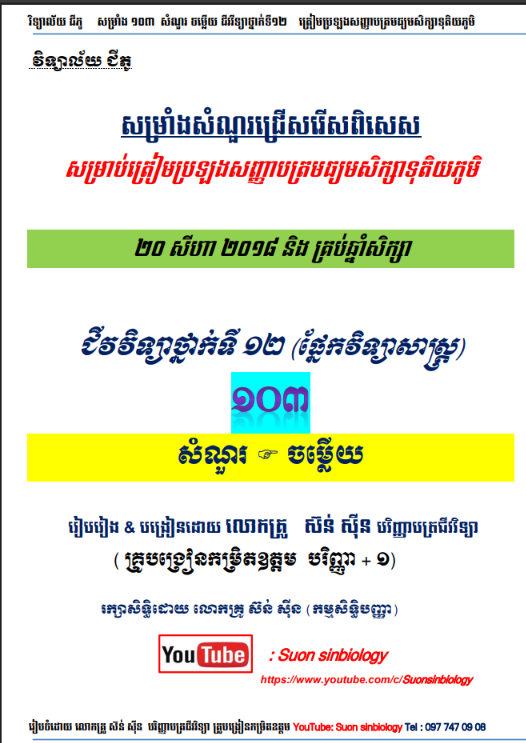 វិទ្យាល័យ ជីភូ សម្រាំង ១០៣ សំណួរ ចម្លើយ ជីវវិទ្យាថ្នាក់ទី១២ ត្រៀមប្រឡងសញ្ញាបត្រមធ្យមសិក្សាទុតិយភូមិ
វិទ្យាល័យ ជីភូ
សម្រាំងសំណួរជ្រើសរើសពិសេស
សម្រាប់ត្រៀមប្រឡងសញ្ញាបត្រមធ្យមសិក្សាទុតិយភូមិ
២០ សីហា ២០១៨ និង គ្រប់ឆ្នាំសិក្សា
ជីវវិទ្យាថ្នាក់ទី ១២ (ផ្នែកវិទ្យាសាស្ត្រ)
១០៣
សំណួរ ☞ ចម្លើយ
រៀបរៀង & បង្រៀនដោយ លោកគ្រូ ស៊ន់ ស៊ីន បរិញ្ញាបត្រជីវវិទ្យា
( គ្រូបង្រៀនកម្រិតឧត្តម បរិញ្ញា + ១)
រក្សាសិទ្ធិដោយ លោកគ្រូ ស៊ន់ ស៊ីន (កម្មសិទ្ធិបញ្ញា)
YouTube : Suon sinbiology
https://www.youtube.com/c/Suonsinbiology
រៀបចំដោយ លោកគ្រូ ស៊ន់ ស៊ីន បរិញ្ញាបត្រជីវវិទ្យា គ្រូបង្រៀនកម្រិតឧត្តម YouTube: Suon sinbiology Tel : 097 747 09 08